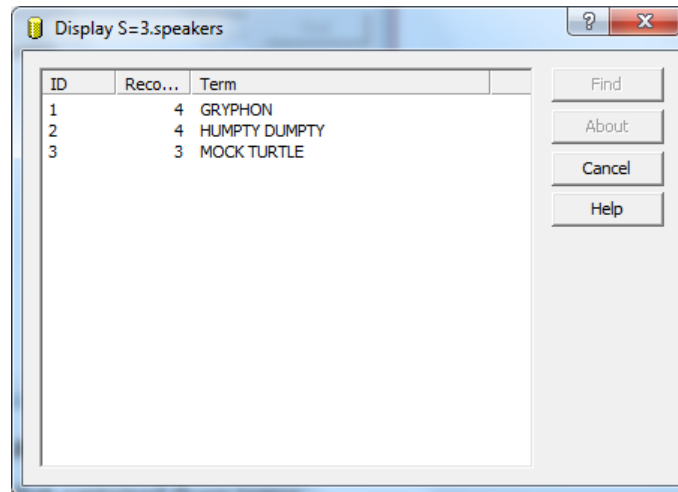 Display S=3.speakers
ID Reco... Term
1 4 GRYPHON
2 4 HUMPTY DUMPTY
3 3 MOCK TURTLE
Find
About
Cancel
Help